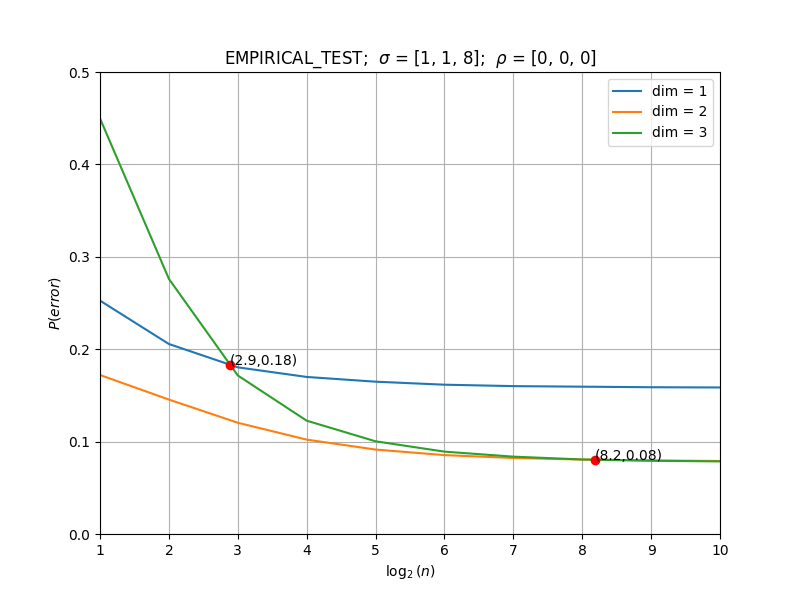 EMPIRICAL_TEST;  σ = [1, 1, 8];  ρ = [0, 0, 0]
dim = 1
dim = 2
dim = 3
P(error)
0.5
0.4
0.3
0.2
0.1
0.0
(2.9,0.18)
(8.2,0.08)
1 2 3 4 5 6 7 8 9 10
log₂(n)